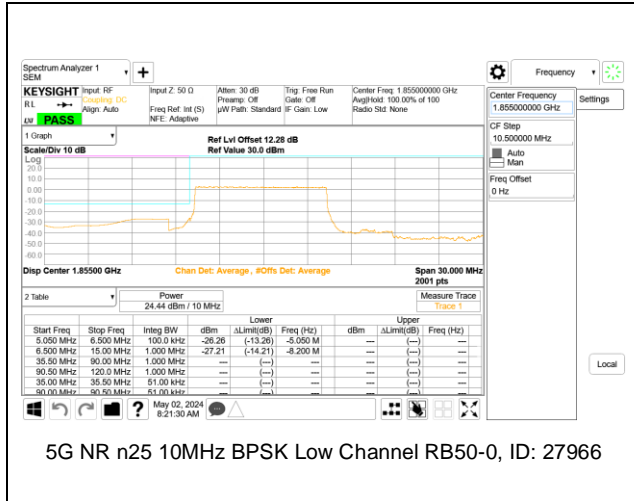 Spectrum Analyzer 1
SEM
Frequency
KEYSIGHT
RL
PASS
Input: RF
Coupling: DC
Align: Auto
Input Z: 50 Ω
Freq Ref: Int (S)
NFE: Adaptive
Atten: 30 dB
Preamp: Off
µW Path: Standard
Trig: Free Run
Gate: Off
IF Gain: Low
Center Freq: 1.855000000 GHz
Avg|Hold: 100.00% of 100
Radio Std: None
Center Frequency
1.855000000 GHz
Settings
CF Step
10.500000 MHz
Auto
Man
Freq Offset
0 Hz
Local
1 Graph
Scale/Div 10 dB
Ref Lvl Offset 12.28 dB
Ref Value 30.0 dBm
Log
20.0
10.0
0.00
-10.0
-20.0
-30.0
-40.0
-50.0
-60.0
Disp Center 1.85500 GHz
Chan Det: Average , #Offs Det: Average
Span 30.000 MHz
2001 pts
2 Table
Power
24.44 dBm / 10 MHz
Measure Trace
Trace 1
Lower Upper
Start Freq Stop Freq Integ BW dBm ΔLimit(dB) Freq (Hz) dBm ΔLimit(dB) Freq (Hz)
5.050 MHz 6.500 MHz 100.0 kHz -26.26 (-13.26) -5.050 M --- (---) ---
6.500 MHz 15.00 MHz 1.000 MHz -27.21 (-14.21) -8.200 M --- (---) ---
35.50 MHz 90.00 MHz 1.000 MHz --- (---) --- --- (---) ---
90.50 MHz 120.0 MHz 1.000 MHz --- (---) --- --- (---) ---
35.00 MHz 35.50 MHz 51.00 kHz --- (---) --- --- (---) ---
90.00 MHz 90.50 MHz 51.00 kHz --- (---) --- --- (---) ---
?
May 02, 2024
8:21:30 AM
5G NR n25 10MHz BPSK Low Channel RB50-0, ID: 27966